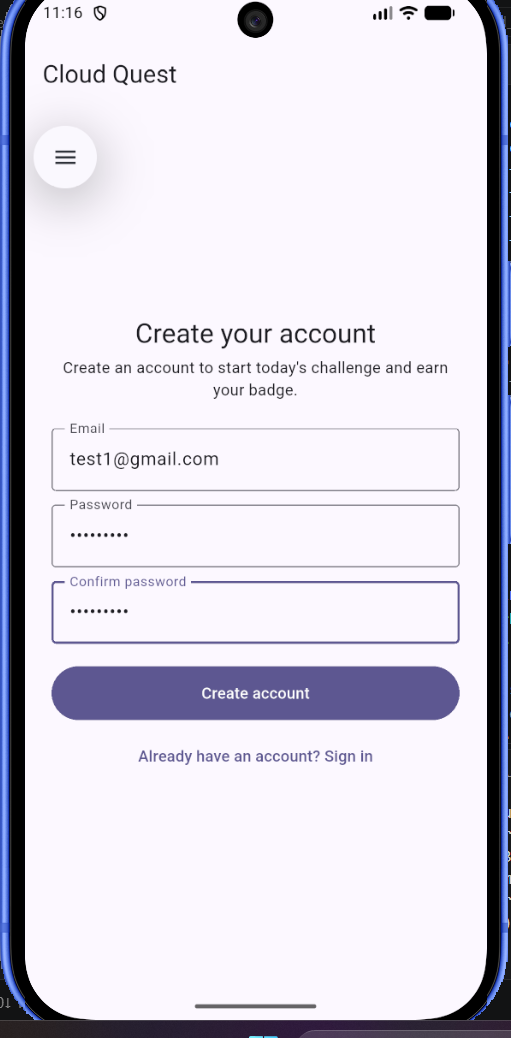 11:16
Cloud Quest
Create your account
Create an account to start today's challenge and earn
your badge.
Email
test1@gmail.com
Password
•••••••••
Confirm password
•••••••••
Create account
Already have an account? Sign in